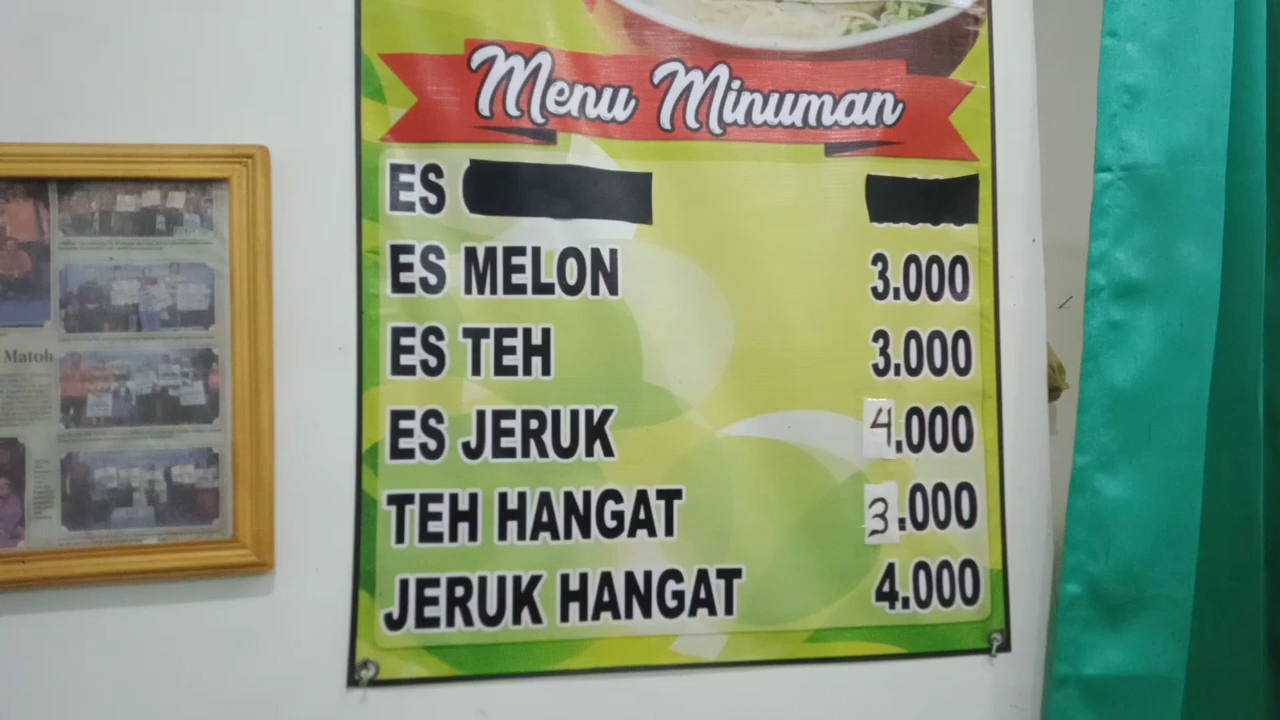 Menu Minuman
ES
ES MELON 3.000
ES TEH 3.000
ES JERUK 4.000
TEH HANGAT 3.000
JERUK HANGAT 4.000
Matoh